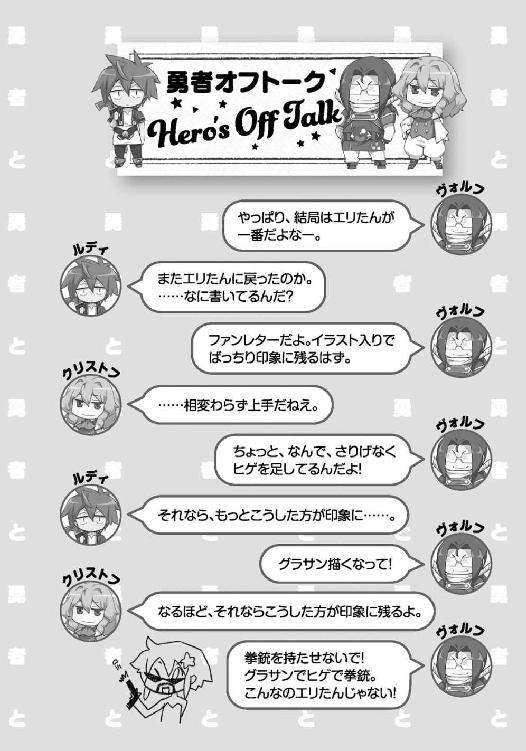 勇者オフトーク
Hero's Off Talk
ヴォルフ
やっぱり、結局はエリたんが
一番だよなー。
ルディ
またエリたんに戻ったのか。
……なに書いてるんだ?
ヴォルフ
ファンレターだよ。イラスト入りで
ばっちり印象に残るはず。
クリストフ
……相変わらず上手だねえ。
ヴォルフ
ちょっと、なんで、さりげなく
ヒゲを足してるんだよ!
ルディ
それなら、もっとこうした方が印象に……。
ヴォルフ
グラサン描くなって!
クリストフ
なるほど、それならこうした方が印象に残るよ。
ヴォルフ
拳銃を持たせないで!
グラサンでヒゲで拳銃。
こんなのエリたんじゃない!